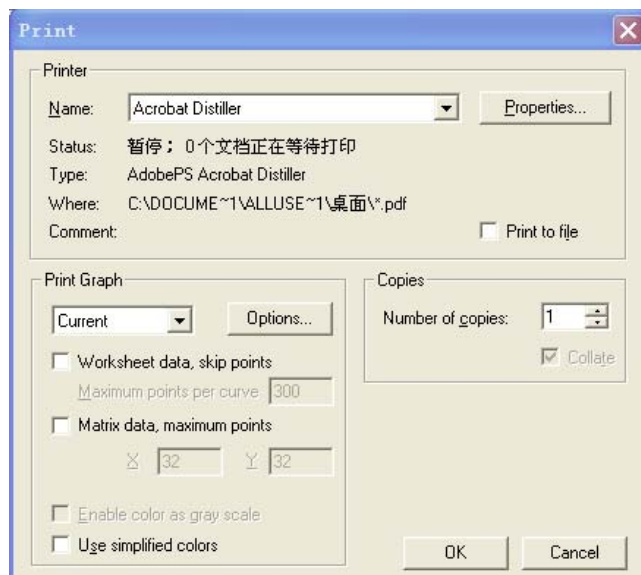 Print
Printer
Name: Acrobat Distiller Properties...
Status: 暂停； 0个文档正在等待打印
Type: AdobePS Acrobat Distiller
Where: C:\DOCUME~1\ALLUSE~1\桌面\*.pdf
Comment: Print to file
Print Graph Copies
Current Options... Number of copies: 1
Worksheet data, skip points Collate
Maximum points per curve 300
Matrix data, maximum points
X 32 Y 32
Enable color as gray scale
Use simplified colors OK Cancel